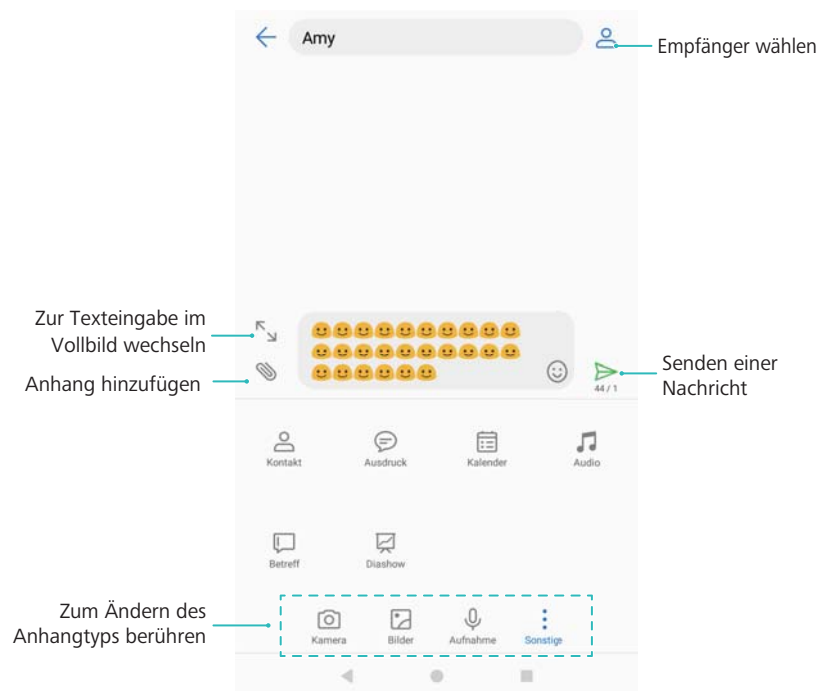 Amy
Empfänger wählen
Zur Texteingabe im
Vollbild wechseln
Anhang hinzufügen
Senden einer
Nachricht
44 / 1
Kontakt
Ausdruck
Kalender
Audio
Betreff
Diashow
Zum Ändern des
Anhangtyps berühren
Kamera
Bilder
Aufnahme
Sonstige